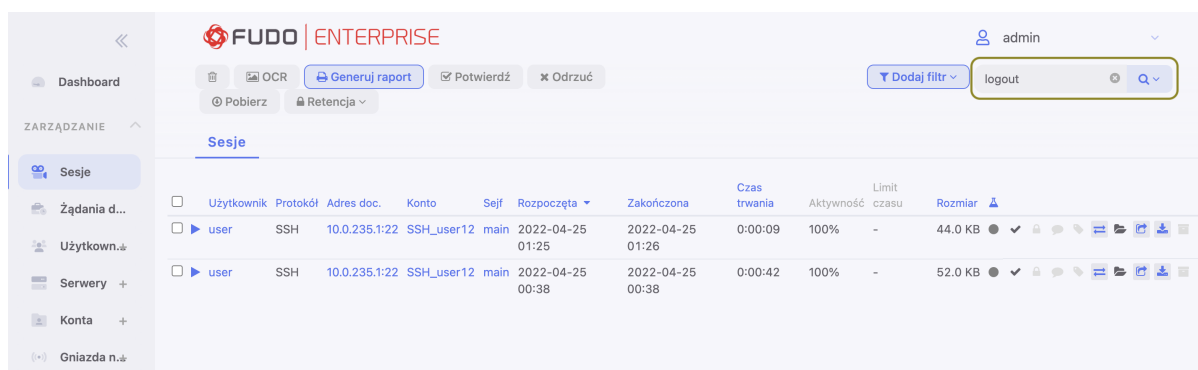 FUDO ENTERPRISE
admin
Dashboard
OCR Generuj raport Potwierdź Odrzuć Dodaj filtr logout
Pobierz Retencja
ZARZĄDZANIE
Sesje
Sesje
Żądania d...
Użytkown...
Serwery +
Konta +
Gniazda n...
Użytkownik Protokół Adres doc. Konto Sejf Rozpoczęta Zakończona Czas trwania Aktywność Limit czasu Rozmiar
user SSH 10.0.235.1:22 SSH_user12 main 2022-04-25 01:25 2022-04-25 01:26 0:00:09 100% - 44.0 KB
user SSH 10.0.235.1:22 SSH_user12 main 2022-04-25 00:38 2022-04-25 00:38 0:00:42 100% - 52.0 KB